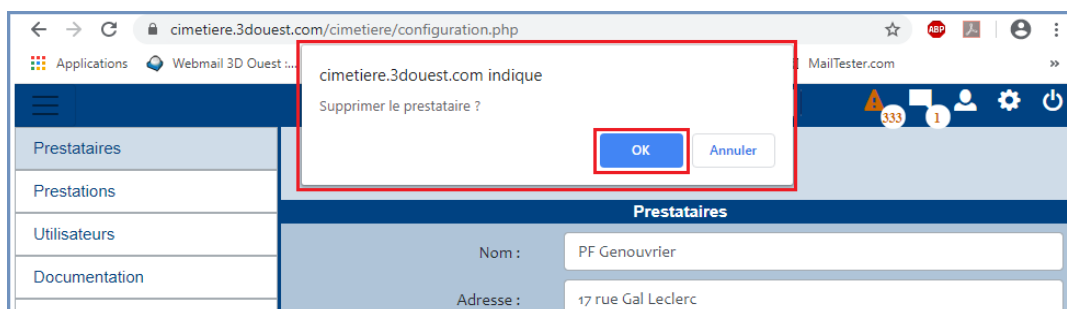 cimetiere.3douest.com/cimetiere/configuration.php
ABP
Applications
Webmail 3D Ouest :...
MailTester.com
»
cimetiere.3douest.com indique
Supprimer le prestataire ?
OK
Annuler
333
1
Prestataires
Prestations
Utilisateurs
Documentation
Prestataires
Nom :
PF Genouvrier
Adresse :
17 rue Gal Leclerc